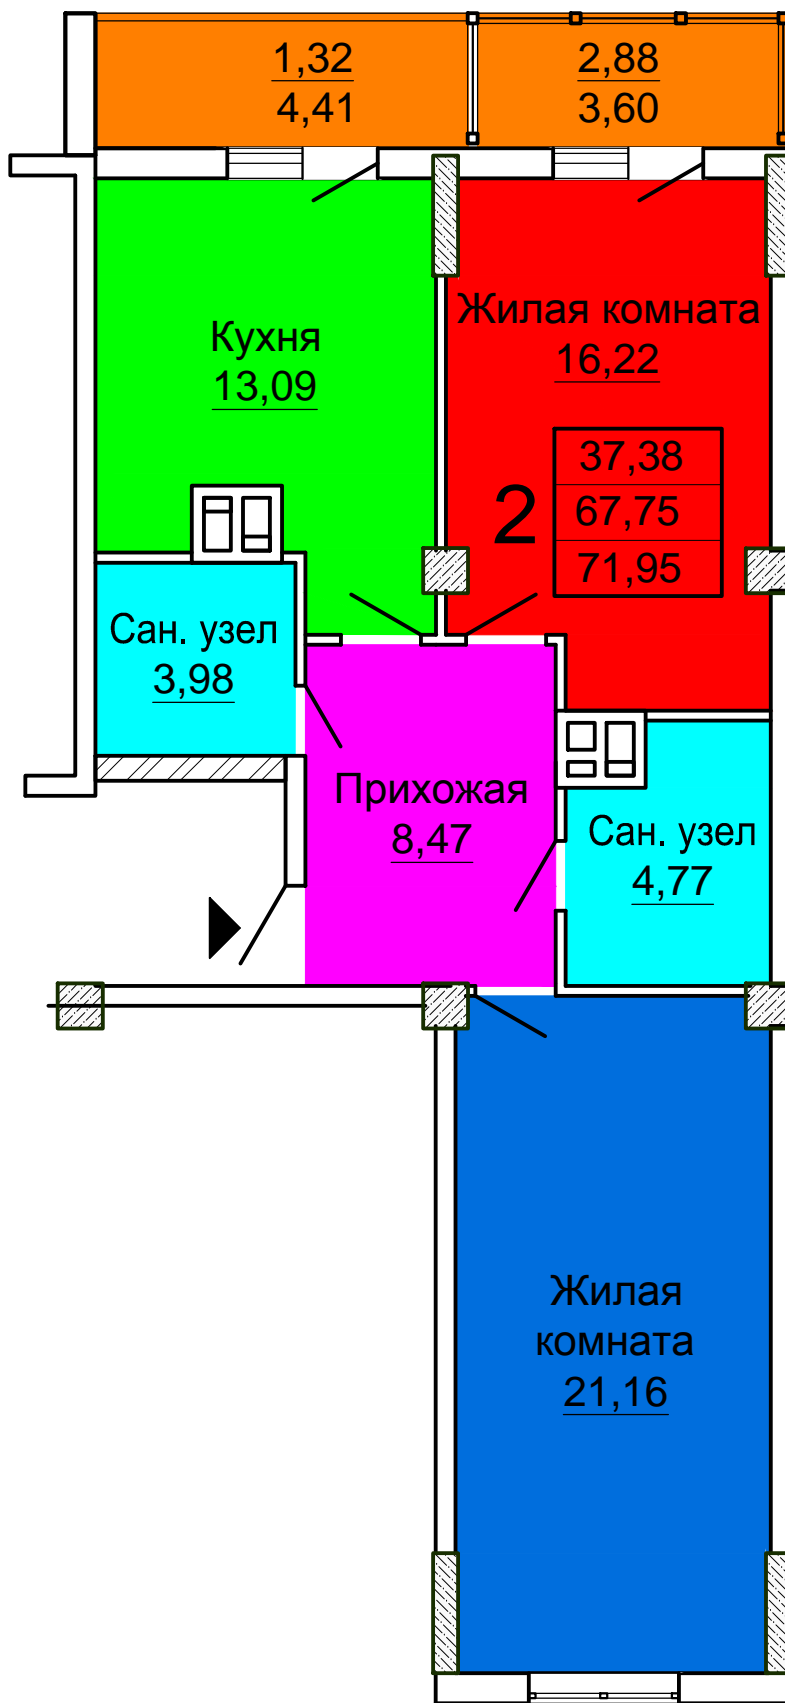 1,32
4,41
2,88
3,60
Кухня
13,09
Жилая комната
16,22
2
37,38
67,75
71,95
Сан. узел
3,98
Прихожая
8,47
Сан. узел
4,77
Жилая
комната
21,16